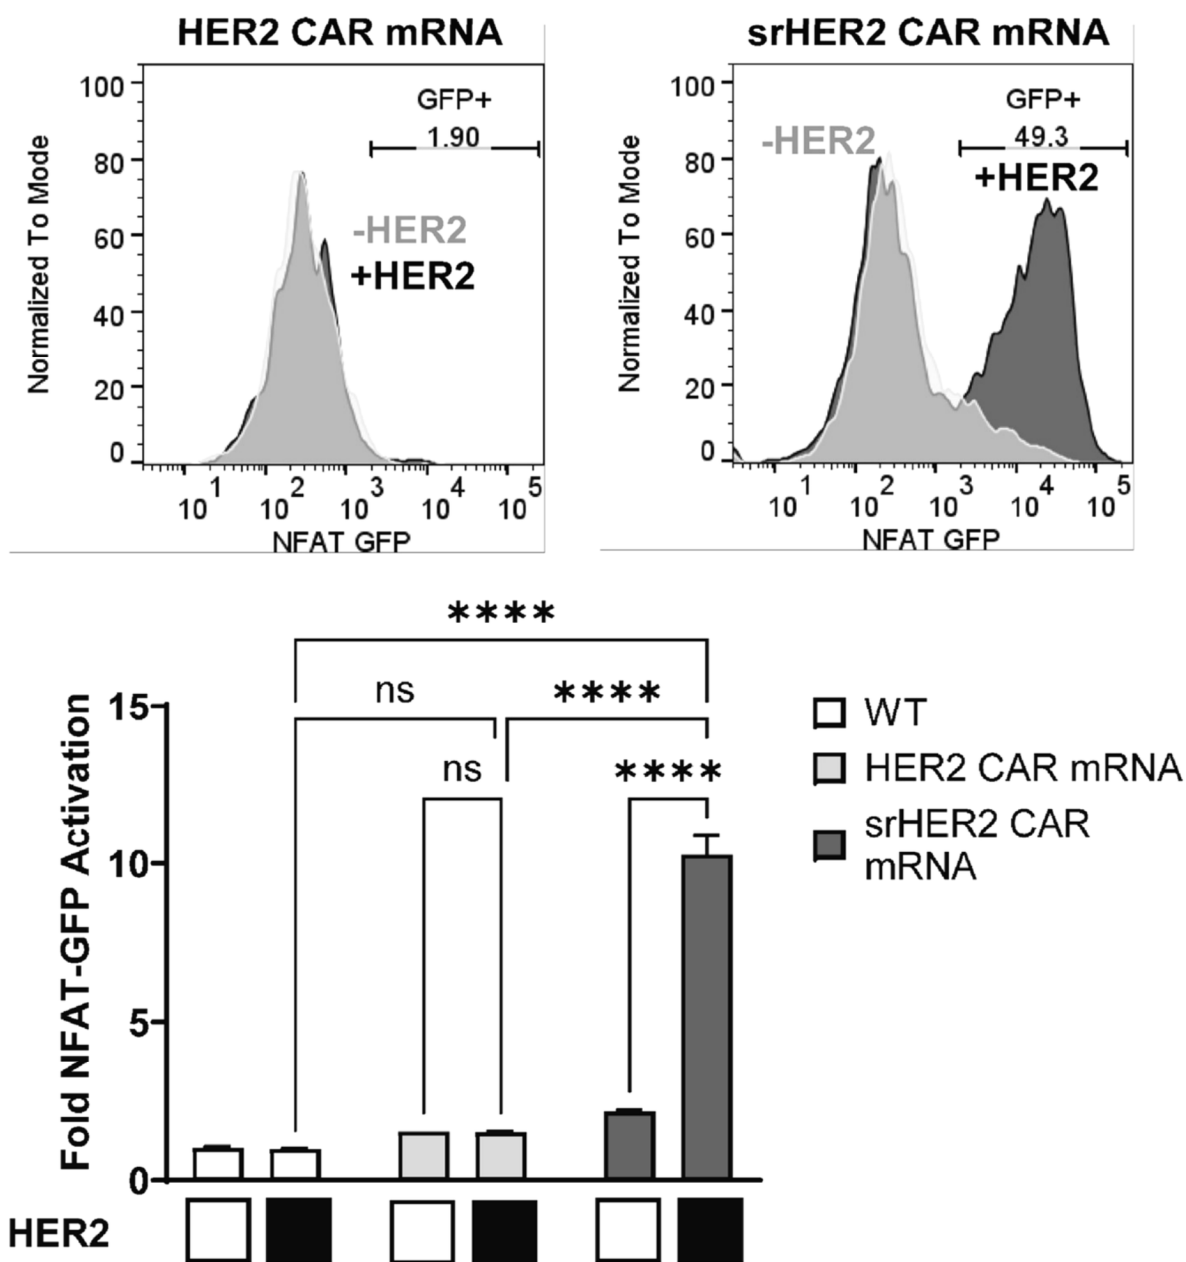 HER2 CAR mRNA
100
80
60
40
20
0
Normalized To Mode
GFP+
1.90
-HER2
+HER2
10^1 10^2 10^3 10^4 10^5
NFAT GFP
srHER2 CAR mRNA
100
80
60
40
20
0
Normalized To Mode
GFP+
49.3
-HER2
+HER2
10^1 10^2 10^3 10^4 10^5
NFAT GFP
****
ns
****
ns
****
15
10
5
0
Fold NFAT-GFP Activation
HER2
WT
HER2 CAR mRNA
srHER2 CAR
mRNA